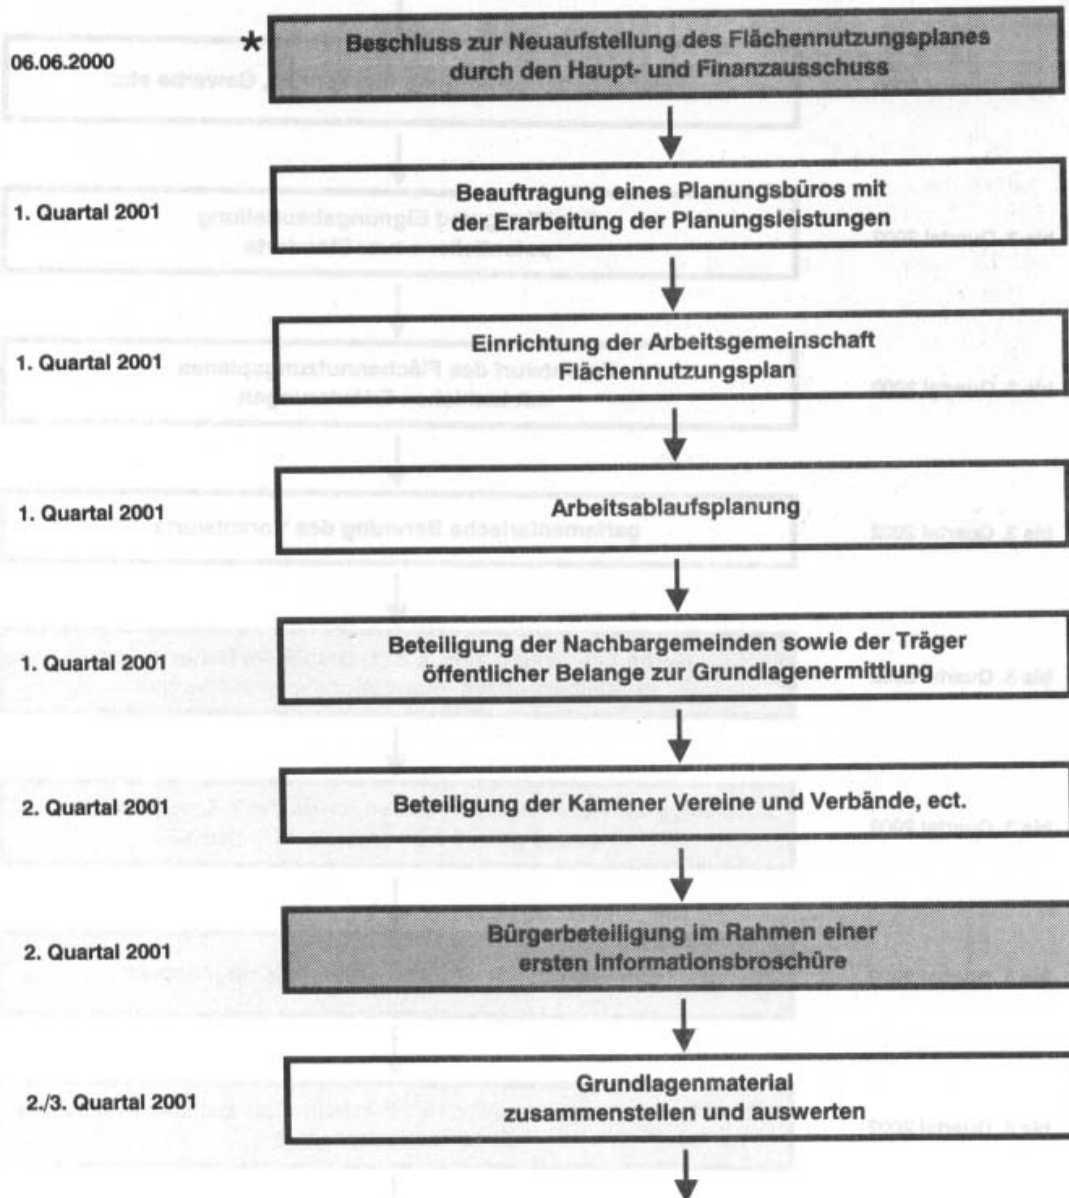 06.06.2000
*
Beschluss zur Neuaufstellung des Flächennutzungsplanes
durch den Haupt- und Finanzausschuss
1. Quartal 2001
Beauftragung eines Planungsbüros mit
der Erarbeitung der Planungsleistungen
1. Quartal 2001
Einrichtung der Arbeitsgemeinschaft
Flächennutzungsplan
1. Quartal 2001
Arbeitsablaufsplanung
1. Quartal 2001
Beteiligung der Nachbargemeinden sowie der Träger
öffentlicher Belange zur Grundlagenermittlung
2. Quartal 2001
Beteiligung der Kamener Vereine und Verbände, ect.
2. Quartal 2001
Bürgerbeteiligung im Rahmen einer
ersten Informationsbroschüre
2./3. Quartal 2001
Grundlagenmaterial
zusammenstellen und auswerten